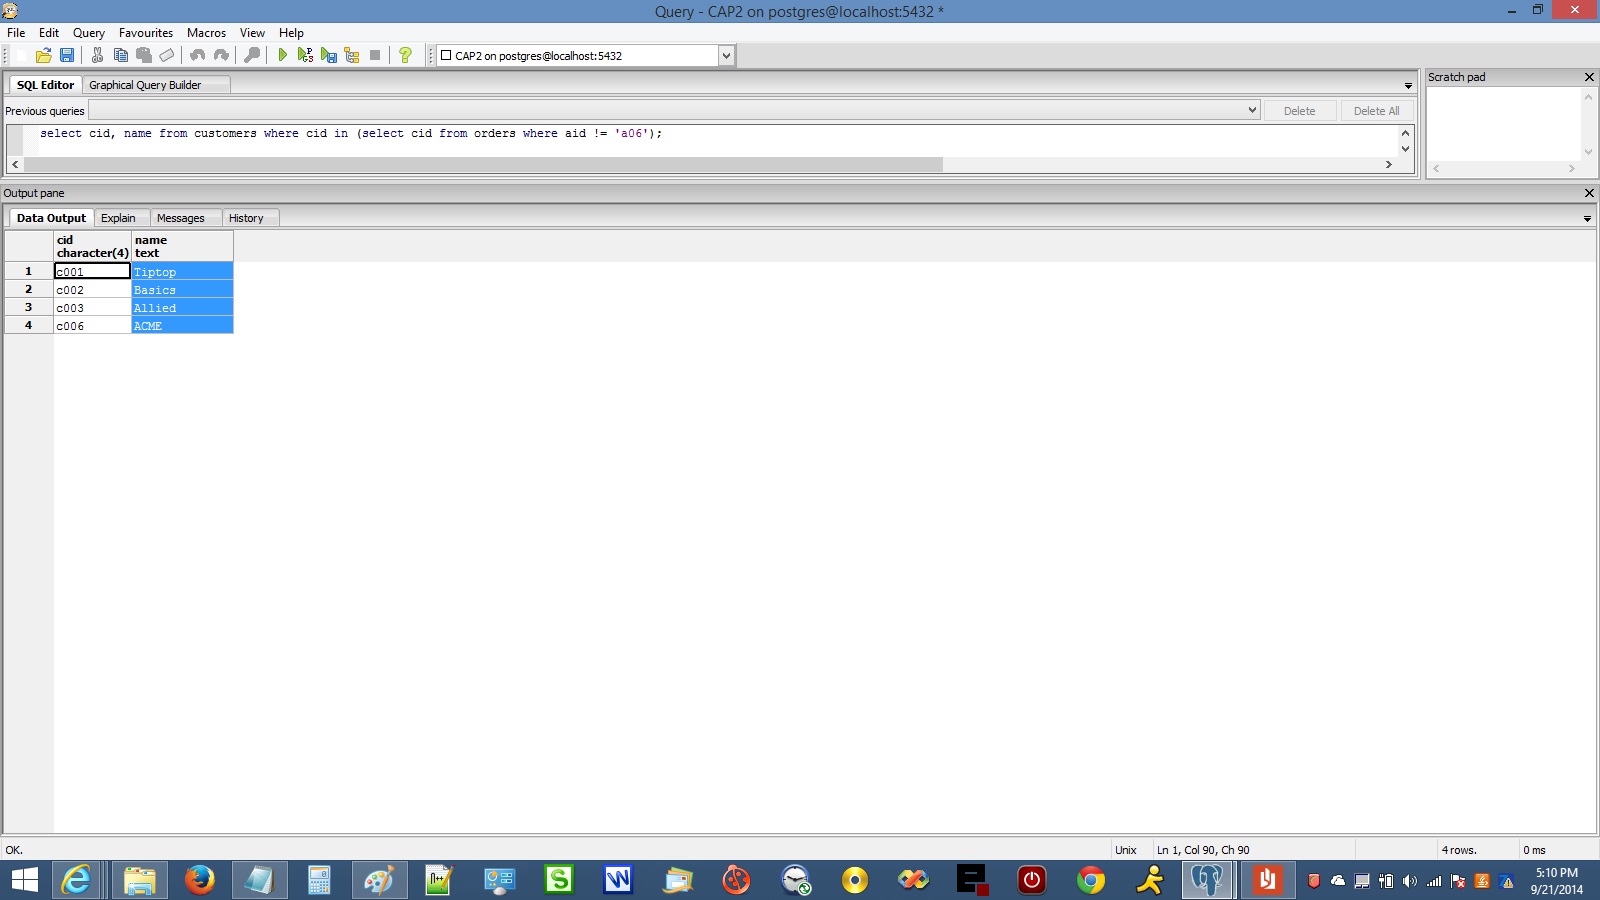 Query - CAP2 on postgres@localhost:5432 *
File Edit Query Favourites Macros View Help
CAP2 on postgres@localhost:5432
SQL Editor Graphical Query Builder
Scratch pad
Previous queries Delete Delete All
select cid, name from customers where cid in (select cid from orders where aid != 'a06');
Output pane
Data Output Explain Messages History
cid name
character(4) text
1 c001 Tiptop
2 c002 Basics
3 c003 Allied
4 c006 ACME
OK. Unix Ln 1, Col 90, Ch 90 4 rows. 0 ms
5:10 PM
9/21/2014